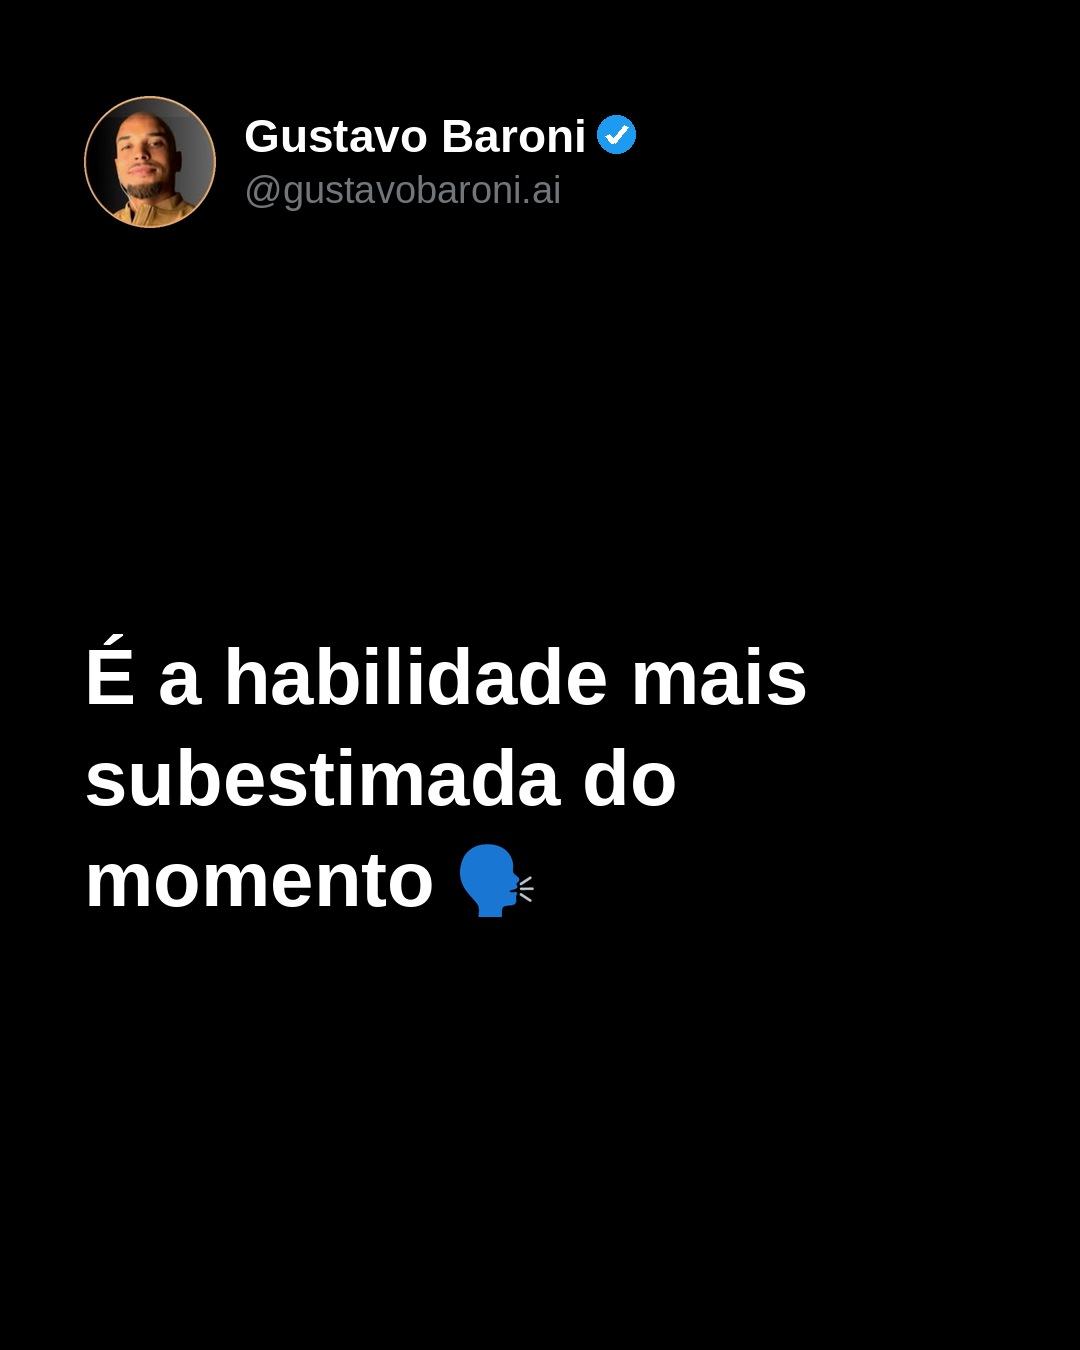 Gustavo Baroni
@gustavobaroni.ai
É a habilidade mais
subestimada do
momento 🗣️